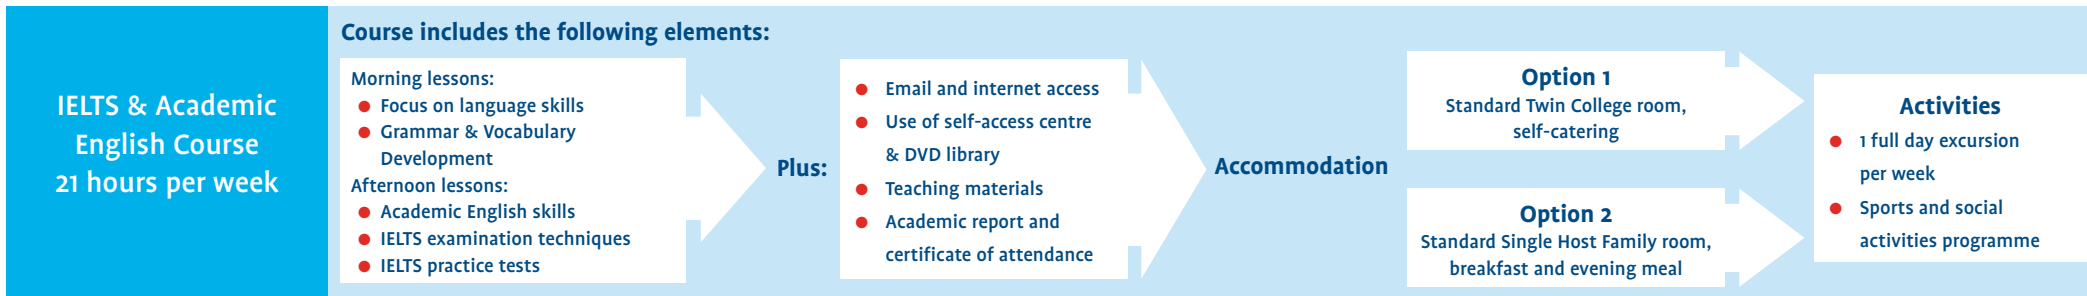 IELTS & Academic
English Course
21 hours per week
Course includes the following elements:
Morning lessons:
● Focus on language skills
● Grammar & Vocabulary
Development
Afternoon lessons:
● Academic English skills
● IELTS examination techniques
● IELTS practice tests
Plus:
● Email and internet access
● Use of self-access centre
& DVD library
● Teaching materials
● Academic report and
certificate of attendance
Accommodation
Option 1
Standard Twin College room,
self-catering
Option 2
Standard Single Host Family room,
breakfast and evening meal
Activities
● 1 full day excursion
per week
● Sports and social
activities programme